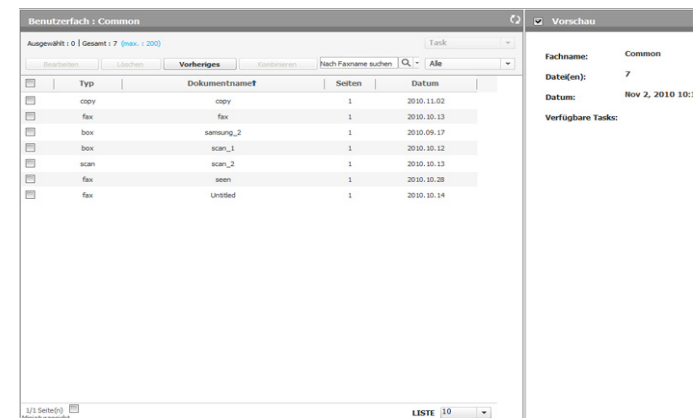 Benutzerfach : Common
Ausgewählt : 0 | Gesamt : 7 (max. : 200)
Task
Bearbeiten Löschen Vorheriges Kombinieren Nach Faxname suchen Alle
Typ Dokumentname↑ Seiten Datum
copy copy 1 2010.11.02
fax fax 1 2010.10.13
box samsung_2 1 2010.09.17
box scan_1 1 2010.10.12
scan scan_2 1 2010.10.13
fax seen 1 2010.10.28
fax Untitled 1 2010.10.14
1/1 Seite(n)
LISTE 10
Vorschau
Fachname: Common
Datei(en): 7
Datum: Nov 2, 2010 10:1
Verfügbare Tasks: